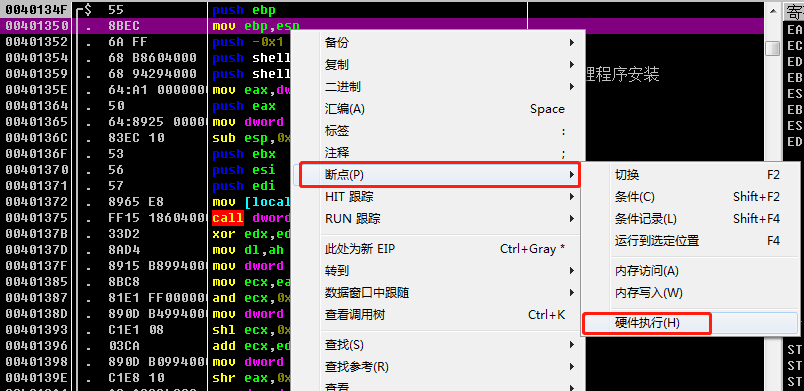 0040134F ┌$ 55 push ebp
00401350 . 8BEC mov ebp,esp
00401352 . 6A FF push -0x1
00401354 . 68 B8604000 push shell
00401359 . 68 94294000 push shell
0040135E . 64:A1 0000000 mov eax,dw
00401364 . 50 push eax
00401365 . 64:8925 0000 mov dword
0040136C . 83EC 10 sub esp,0x
0040136F . 53 push ebx
00401370 . 56 push esi
00401371 . 57 push edi
00401372 . 8965 E8 mov [local
00401375 . FF15 18604000 call dword
0040137B . 33D2 xor edx,ed
0040137D . 8AD4 mov dl,ah
0040137F . 8915 B8994000 mov dword
00401385 . 8BC8 mov ecx,ea
00401387 . 81E1 FF000000 and ecx,0x
0040138D . 890D B4994000 mov dword
00401393 . C1E1 08 shl ecx,0x
00401396 . 03CA add ecx,ed
00401398 . 890D B0994000 mov dword
0040139E . C1E8 10 shr eax,0x
理程序安装
备份
复制
二进制
汇编(A) Space
标签 :
注释 ;
断点(P)
HIT 跟踪
RUN 跟踪
此处为新 EIP Ctrl+Gray *
转到
数据窗口中跟随
查看调用树 Ctrl+K
查找(S)
查找参考(R)
查看
切换 F2
条件(C) Shift+F2
条件记录(L) Shift+F4
运行到选定位置 F4
内存访问(A)
内存写入(W)
硬件执行(H)
寄
EA
EC
ED
EB
ES
EB
ES
ED
ST
ST
ST